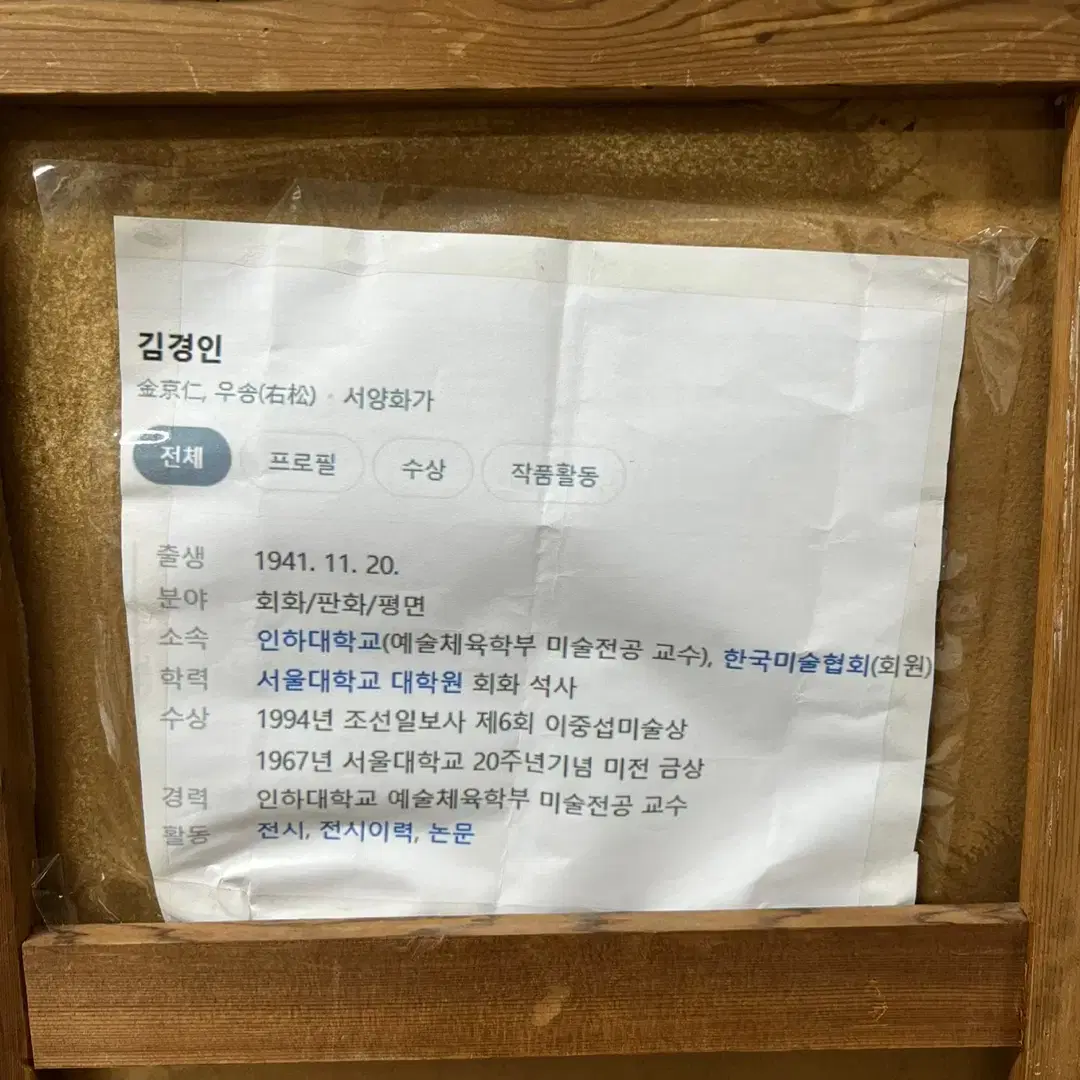 김경인
金京仁, 우송(右松) · 서양화가
전체 프로필 수상 작품활동
출생 1941. 11. 20.
분야 회화/판화/평면
소속 인하대학교(예술체육학부 미술전공 교수), 한국미술협회(회원)
학력 서울대학교 대학원 회화 석사
수상 1994년 조선일보사 제6회 이중섭미술상
1967년 서울대학교 20주년기념 미전 금상
경력 인하대학교 예술체육학부 미술전공 교수
활동 전시, 전시이력, 논문